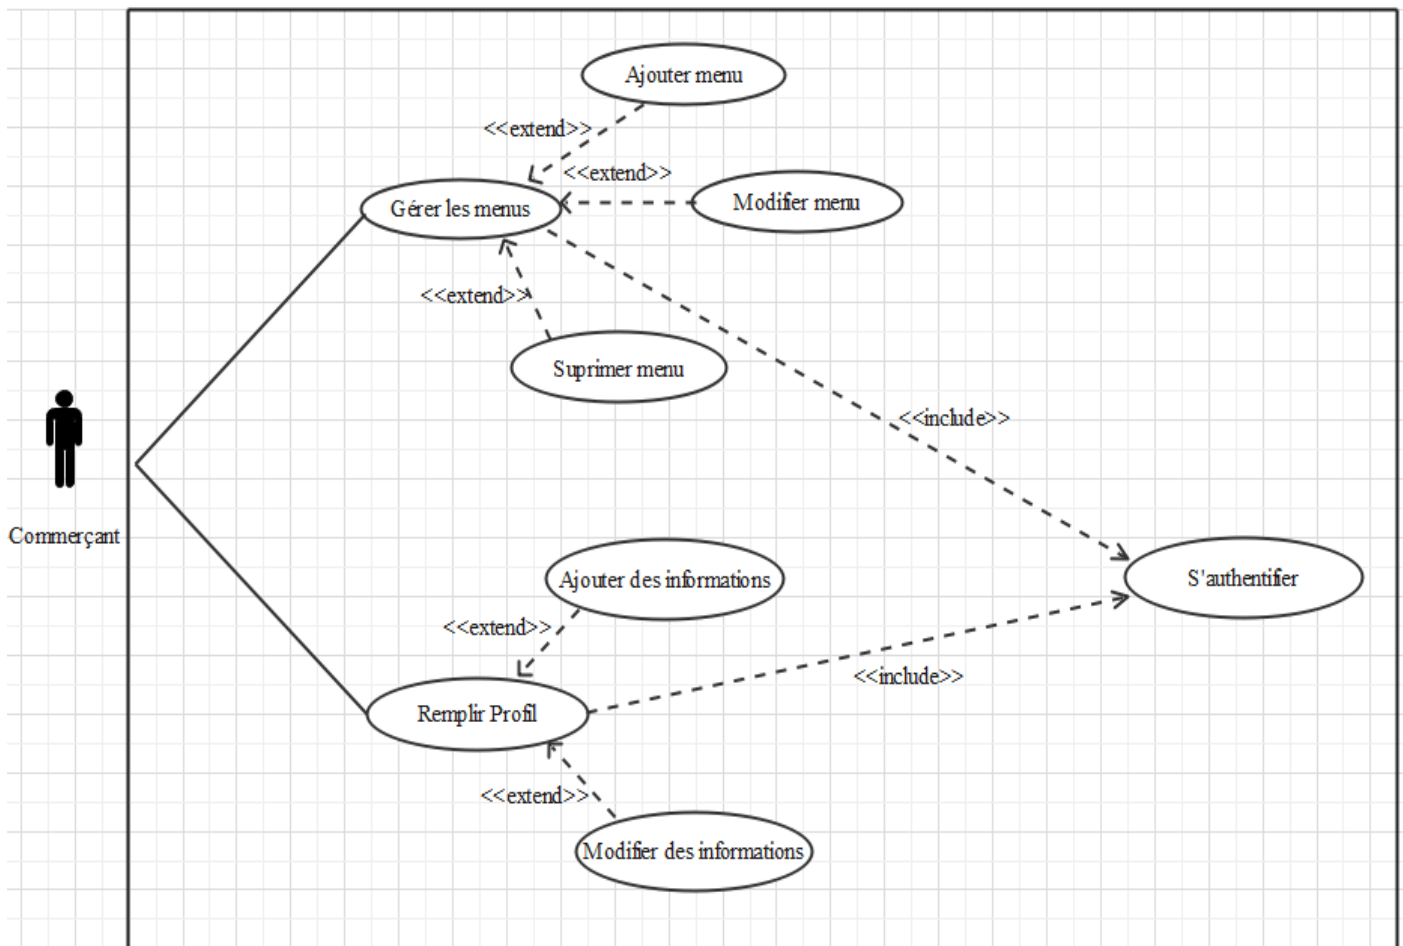 Ajouter menu
<<extend>>
<<extend>>
Gérer les menus
Modifier menu
<<extend>>
Suprimer menu
<<include>>
Commerçant
Ajouter des informations
S'authentifier
<<extend>>
<<include>>
Remplir Profil
<<extend>>
Modifier des informations